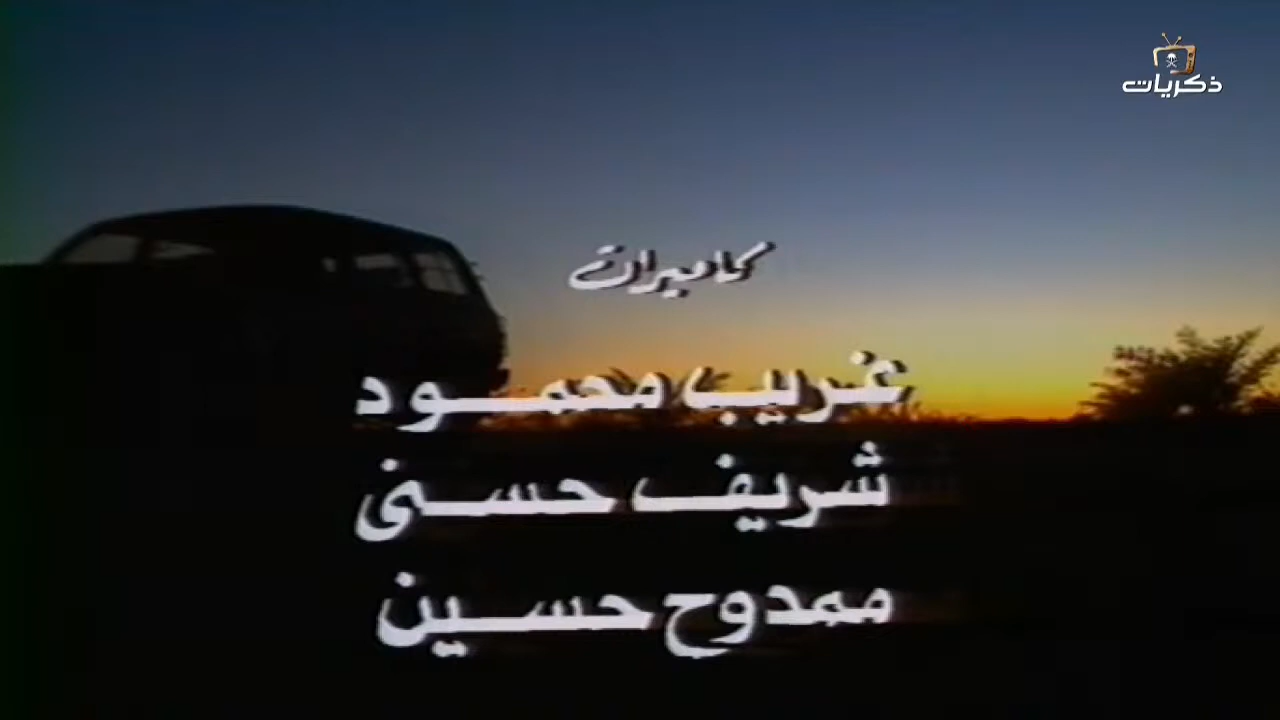 ذكريات
كاميرات
غريب محمود
شريف حسنى
ممدوح حسين